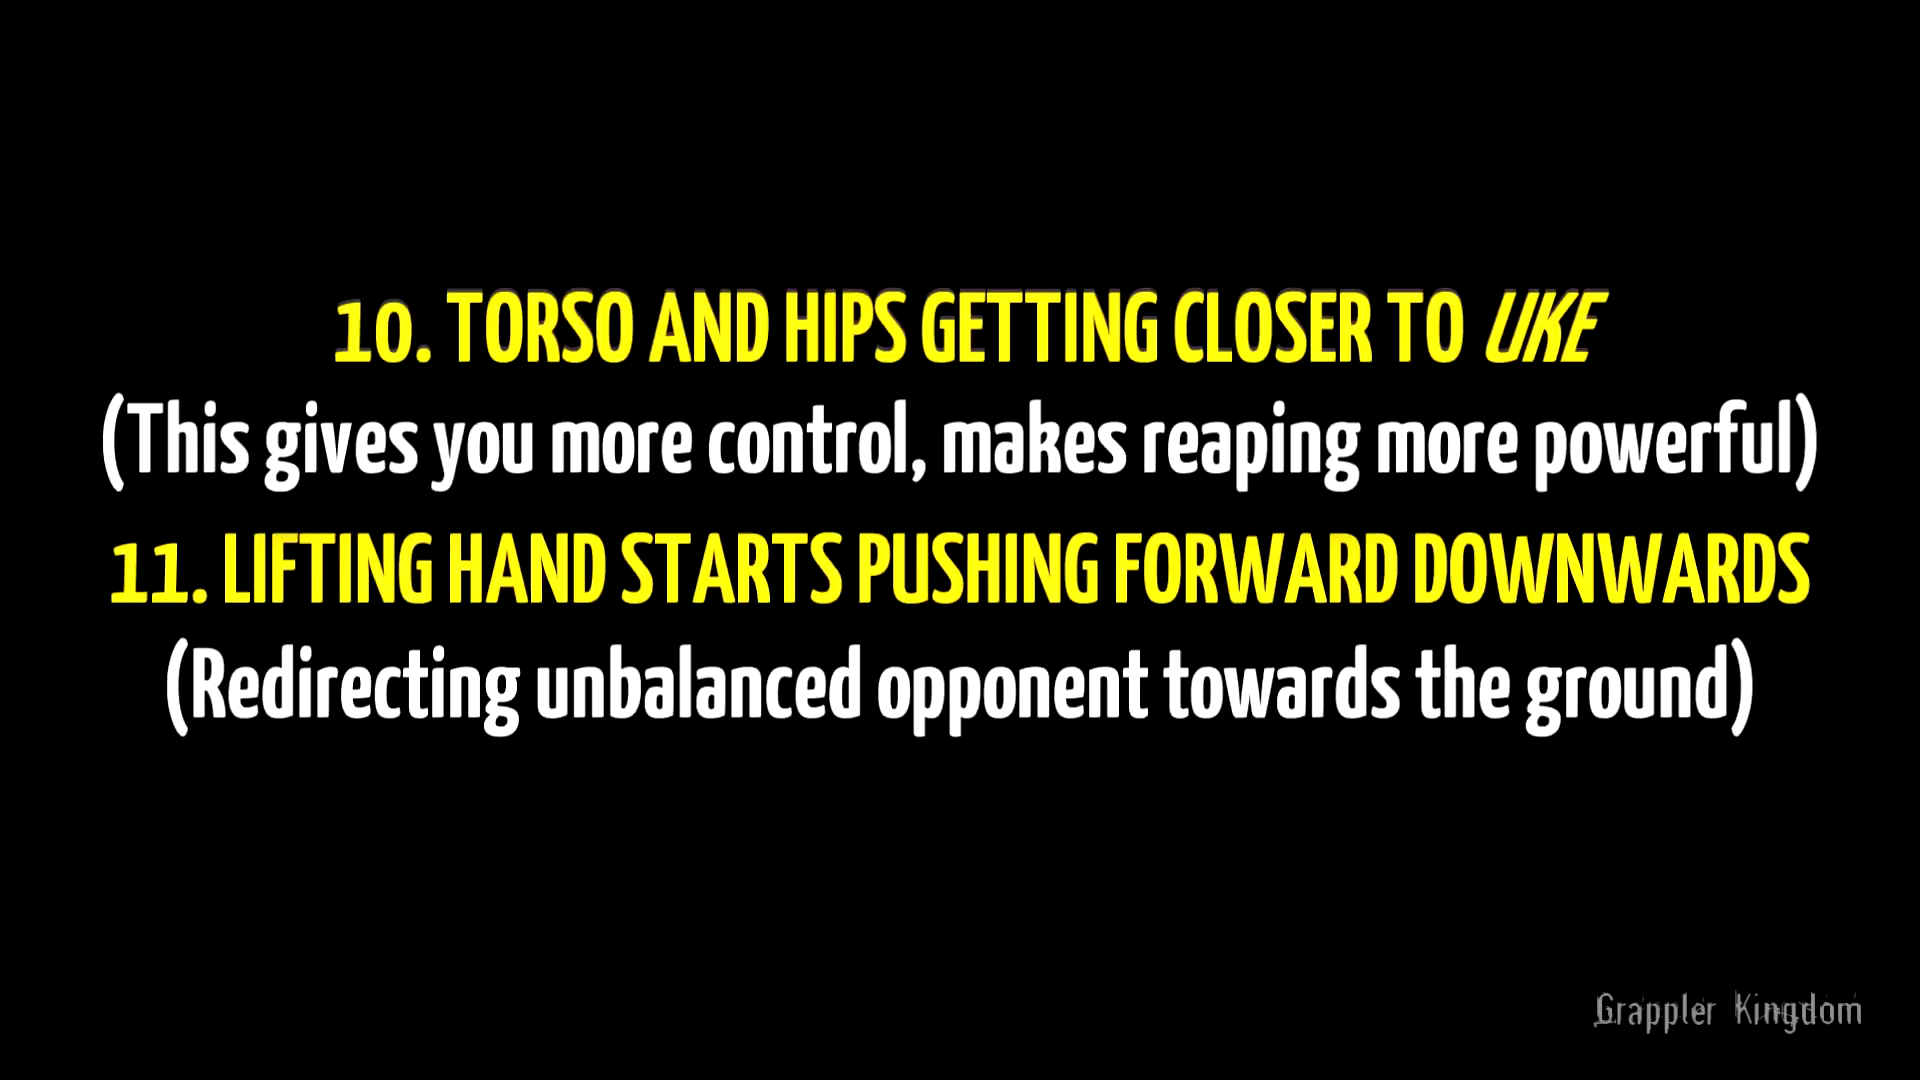 10. TORSO AND HIPS GETTING CLOSER TO UKE
(This gives you more control, makes reaping more powerful)
11. LIFTING HAND STARTS PUSHING FORWARD DOWNWARDS
(Redirecting unbalanced opponent towards the ground)
Grappler Kingdom